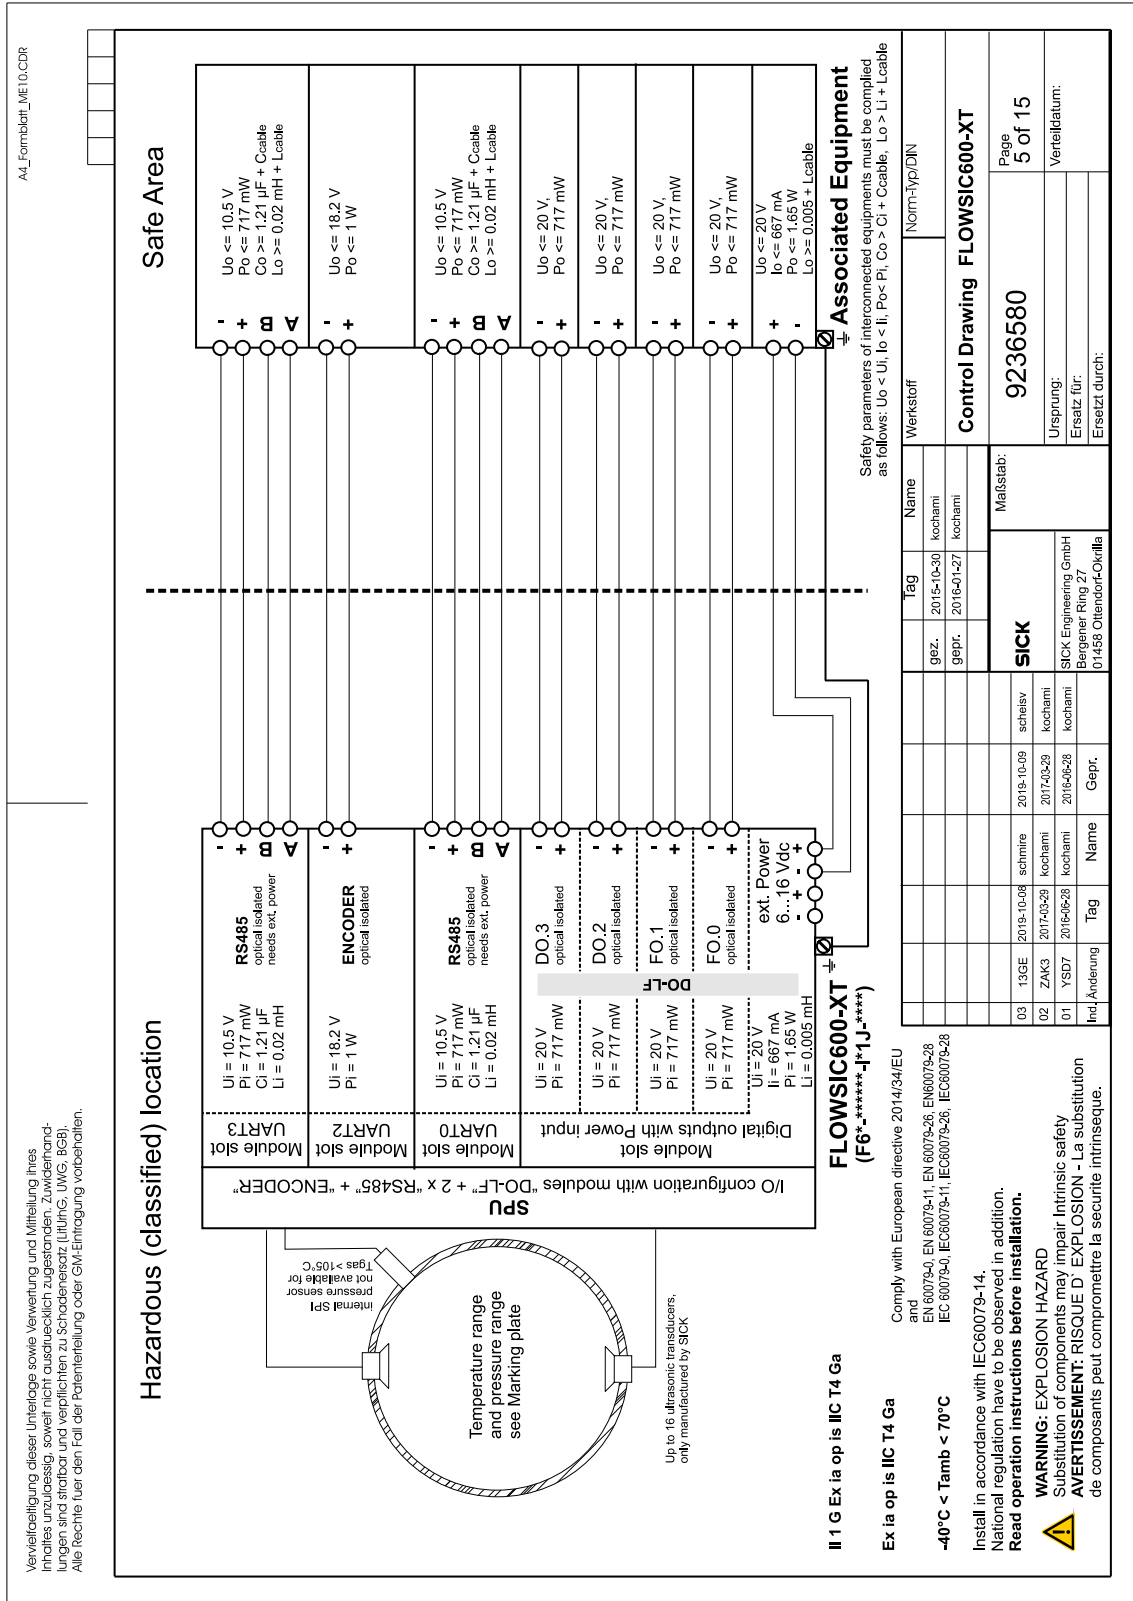 A4_Formblatt_ME10.CDR
Vervielfaeltigung dieser Unterlage sowie Verwertung und Mitteilung ihres
Inhaltes unzulaessig, soweit nicht ausdruecklich zugestanden. Zuwiderhand-
lungen sind strafbar und verpflichten zu Schadenersatz (LitUrhG, UWG, BGB).
Alle Rechte fuer den Fall der Patenterteilung oder GM-Eintragung vorbehalten.
Hazardous (classified) location
Safe Area
internal SPI
pressure sensor
not available for
Tgas >105°C
Temperature range
and pressure range
see Marking plate
Up to 16 ultrasonic transducers,
only manufactured by SICK
SPU
I/O configuration with modules "DO-LF" + 2 x "RS485" + "ENCODER"
Module slot
UART3
Ui = 10.5 V
Pi = 717 mW
Ci = 1.21 µF
Li = 0.02 mH
RS485
optical isolated
needs ext. power
-
+
B
A
-
+
B
A
Uo <= 10.5 V
Po <= 717 mW
Co >= 1.21 µF + Ccable
Lo >= 0.02 mH + Lcable
Module slot
UART2
Ui = 18.2 V
Pi = 1 W
ENCODER
optical isolated
-
+
-
+
Uo <= 18.2 V
Po <= 1 W
Module slot
UART0
Ui = 10.5 V
Pi = 717 mW
Ci = 1.21 µF
Li = 0.02 mH
RS485
optical isolated
needs ext. power
-
+
B
A
-
+
B
A
Uo <= 10.5 V
Po <= 717 mW
Co >= 1.21 µF + Ccable
Lo >= 0.02 mH + Lcable
Module slot
Digital outputs with Power input
DO-LF
Ui = 20 V
Pi = 717 mW
DO.3
optical isolated
-
+
-
+
Uo <= 20 V,
Po <= 717 mW
Ui = 20 V
Pi = 717 mW
DO.2
optical isolated
-
+
-
+
Uo <= 20 V,
Po <= 717 mW
Ui = 20 V
Pi = 717 mW
FO.1
optical isolated
-
+
-
+
Uo <= 20 V,
Po <= 717 mW
Ui = 20 V
Pi = 717 mW
FO.0
optical isolated
-
+
-
+
Uo <= 20 V,
Po <= 717 mW
Ui = 20 V
Ii = 667 mA
Pi = 1.65 W
Li = 0.005 mH
ext. Power
6...16 Vdc
- + - +
+
-
Uo <= 20 V
Io <= 667 mA
Po <= 1.65 W
Lo >= 0.005 + Lcable
FLOWSIC600-XT
(F6*-******-I*1J-****)
Associated Equipment
Safety parameters of interconnected equipments must be complied
as follows: Uo < Ui, Io < Ii, Po< Pi, Co > Ci + Ccable, Lo > Li + Lcable
II 1 G Ex ia op is IIC T4 Ga
Ex ia op is IIC T4 Ga
-40°C < Tamb < 70°C
Comply with European directive 2014/34/EU
and
EN 60079-0, EN 60079-11, EN 60079-26, EN60079-28
IEC 60079-0, IEC60079-11, IEC60079-26, IEC60079-28
Install in accordance with IEC60079-14.
National regulation have to be observed in addition.
Read operation instructions before installation.
WARNING: EXPLOSION HAZARD
Substitution of components may impair Intrinsic safety
AVERTISSEMENT: RISQUE D` EXPLOSION - La substitution
de composants peut compromettre la securite intrinseque.
03 13GE 2019-10-08 schmire 2019-10-09 scheisv
02 ZAK3 2017-03-29 kochami 2017-03-29 kochami
01 YSD7 2016-06-28 kochami 2016-06-28 kochami
Ind. Änderung Tag Name Gepr.
Tag Name
gez. 2015-10-30 kochami
gepr. 2016-01-27 kochami
SICK
SICK Engineering GmbH
Bergener Ring 27
01458 Ottendorf-Okrilla
Maßstab:
Werkstoff
Norm-Typ/DIN
Control Drawing FLOWSIC600-XT
9236580
Page
5 of 15
Ursprung:
Ersatz für:
Ersetzt durch:
Verteildatum: